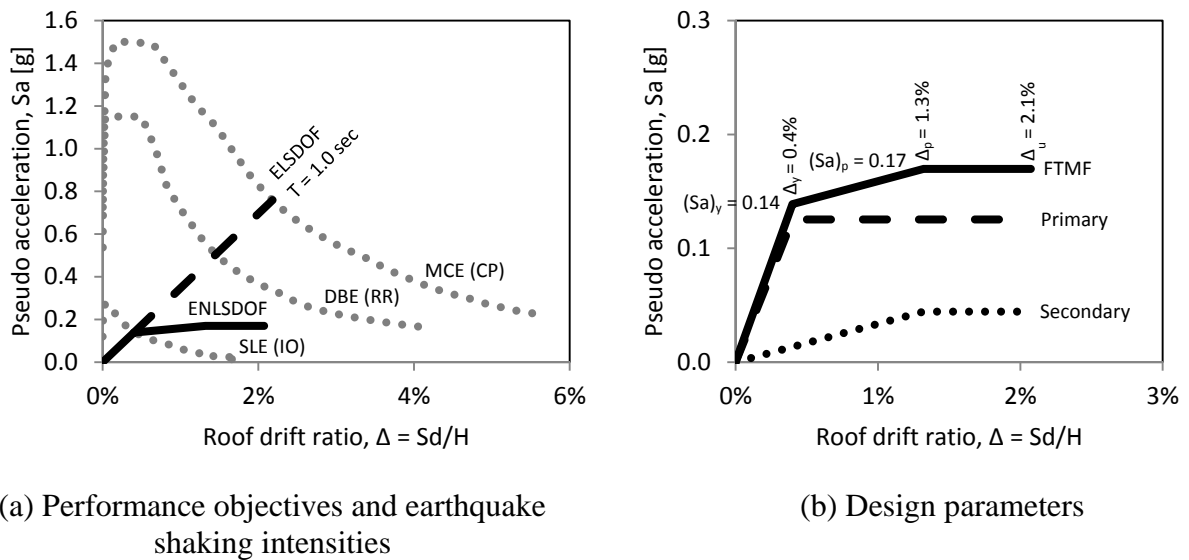 Pseudo acceleration, Sa [g]
1.6
1.4
1.2
1.0
0.8
0.6
0.4
0.2
0.0
ELSDOF
T = 1.0 sec
MCE (CP)
DBE (RR)
ENLSDOF
SLE (IO)
0% 2% 4% 6%
Roof drift ratio, Δ = Sd/H
(a) Performance objectives and earthquake
shaking intensities
Pseudo acceleration, Sa [g]
0.3
0.2
0.1
0.0
(Sa)y = 0.14
Δy = 0.4%
(Sa)p = 0.17
Δp = 1.3%
Δu = 2.1%
FTMF
Primary
Secondary
0% 1% 2% 3%
Roof drift ratio, Δ = Sd/H
(b) Design parameters